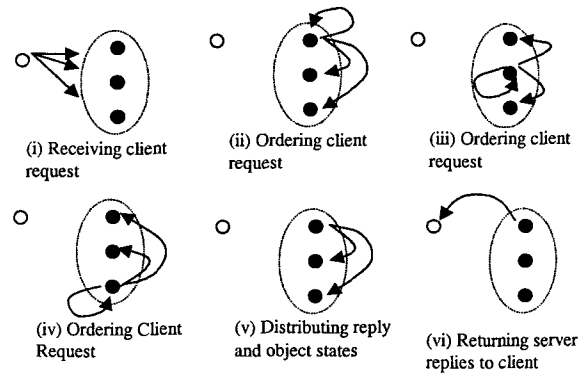 (i) Receiving client
request
(ii) Ordering client
request
(iii) Ordering client
request
(iv) Ordering Client
Request
(v) Distributing reply
and object states
(vi) Returning server
replies to client